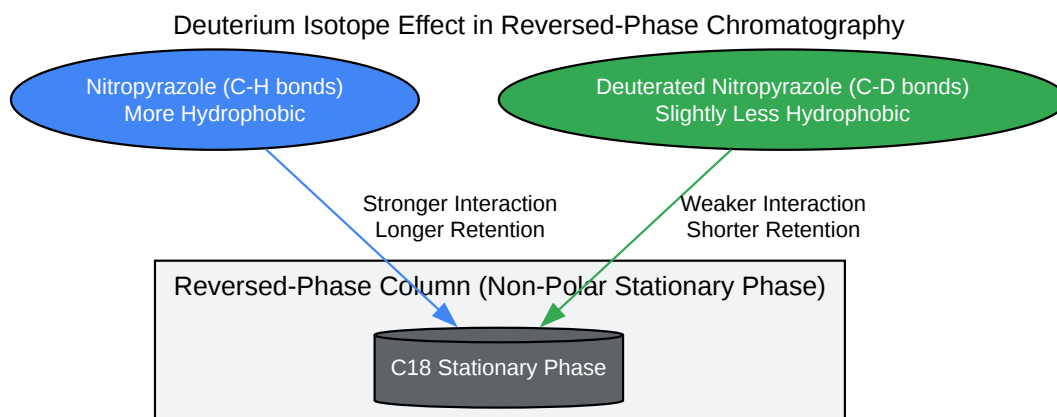 Deuterium Isotope Effect in Reversed-Phase Chromatography
Nitropyrazole (C-H bonds)
More Hydrophobic
Deuterated Nitropyrazole (C-D bonds)
Slightly Less Hydrophobic
Stronger Interaction
Longer Retention
Weaker Interaction
Shorter Retention
Reversed-Phase Column (Non-Polar Stationary Phase)
C18 Stationary Phase